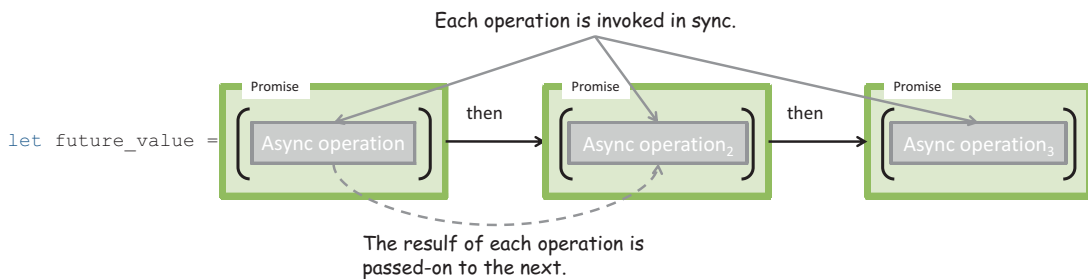 Each operation is invoked in sync.
Promise
Promise
Promise
then
then
let future_value =
Async operation
Async operation₂
Async operation₃
The resulf of each operation is
passed-on to the next.